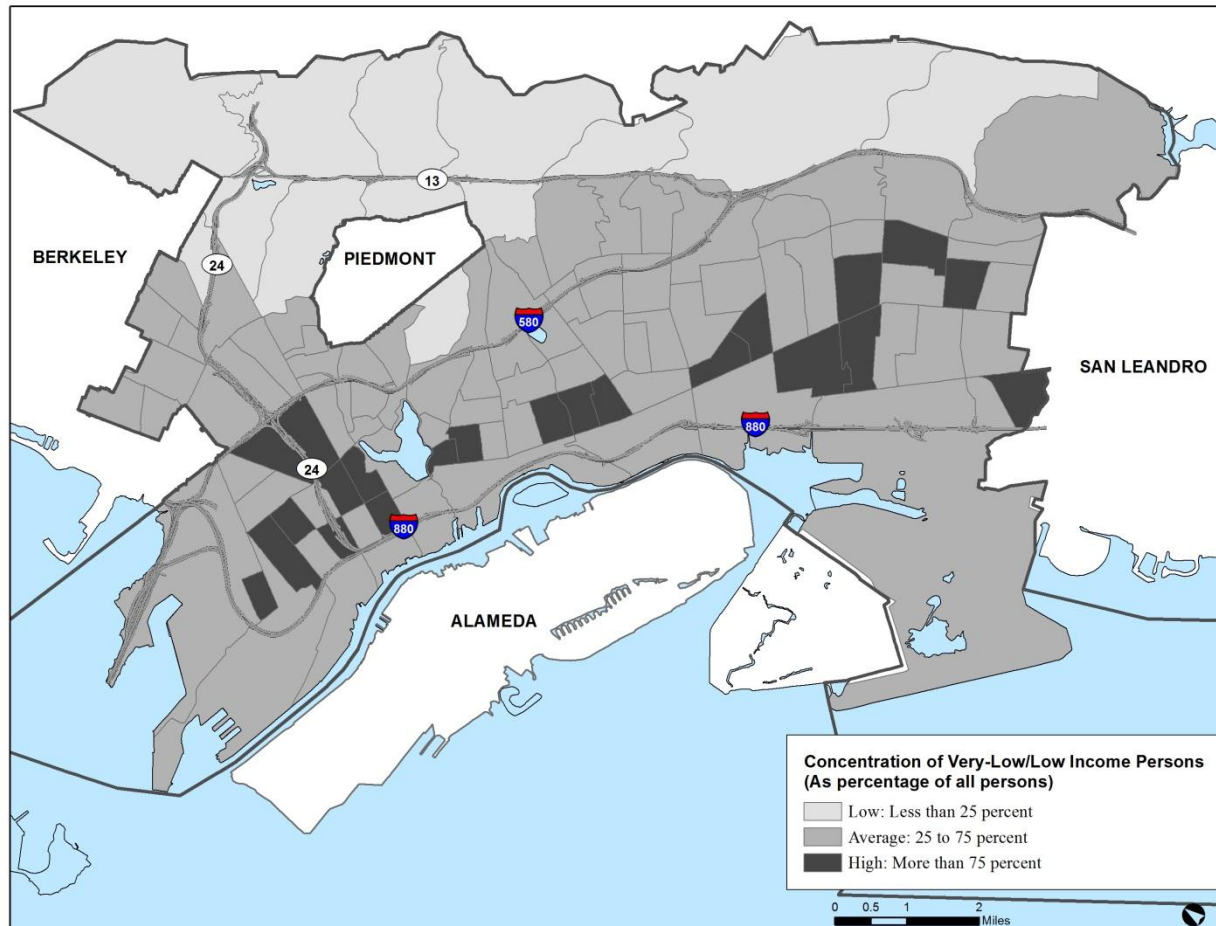 13
BERKELEY
PIEDMONT
24
580
SAN LEANDRO
880
24
880
ALAMEDA
Concentration of Very-Low/Low Income Persons
(As percentage of all persons)
Low: Less than 25 percent
Average: 25 to 75 percent
High: More than 75 percent
0 0.5 1 2
Miles